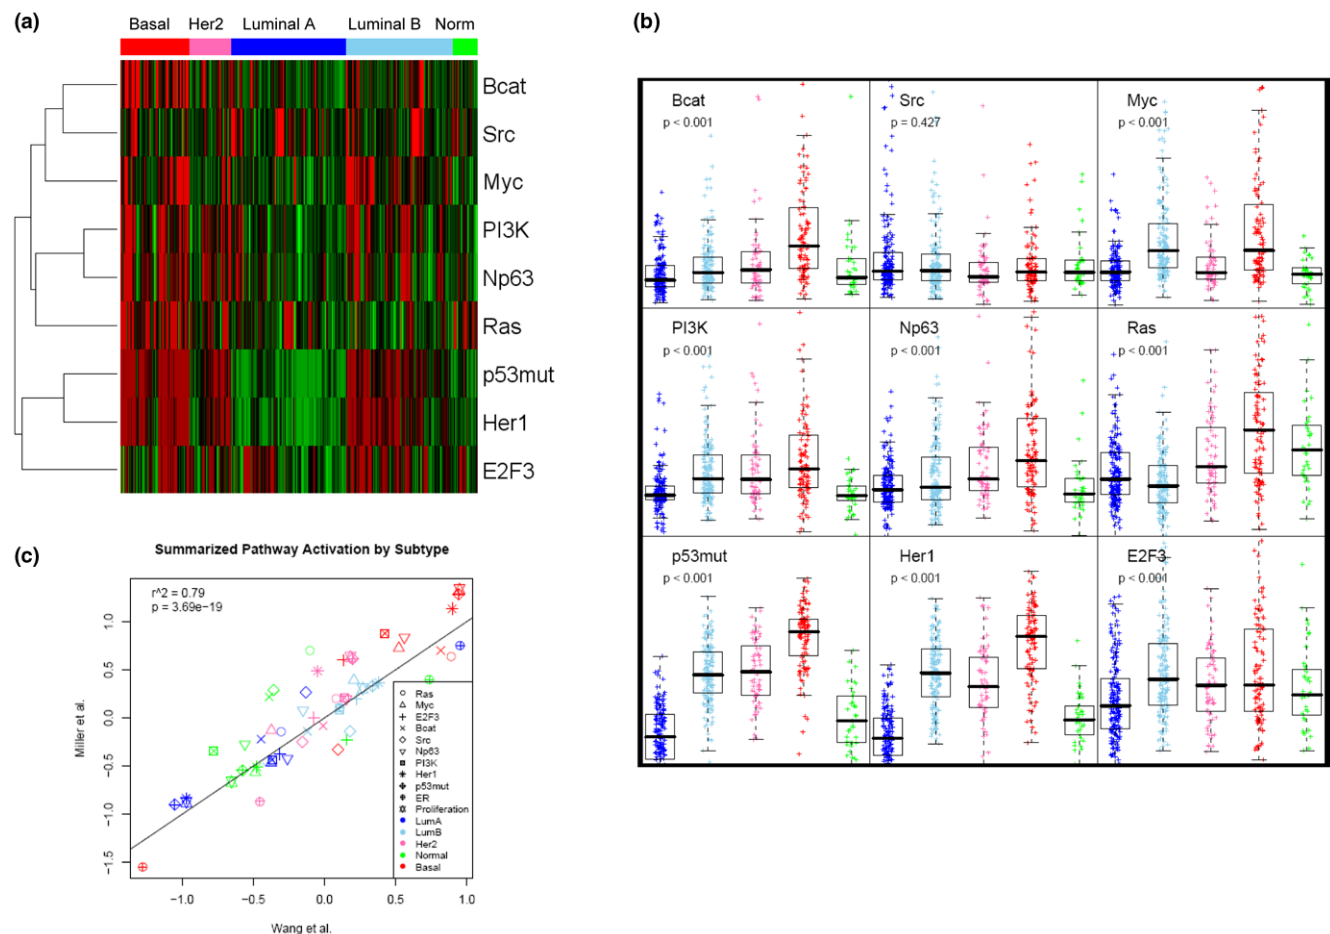 (a)
Basal Her2 Luminal A Luminal B Norm
Bcat
Src
Myc
PI3K
Np63
Ras
p53mut
Her1
E2F3
(b)
Bcat
p < 0.001
Src
p = 0.427
Myc
p < 0.001
PI3K
p < 0.001
Np63
p < 0.001
Ras
p < 0.001
p53mut
p < 0.001
Her1
p < 0.001
E2F3
p < 0.001
(c)
Summarized Pathway Activation by Subtype
r^2 = 0.79
p = 3.69e−19
Miller et al.
1.0
0.5
0.0
−0.5
−1.0
−1.5
Ras
Myc
E2F3
Bcat
Src
Np63
PI3K
Her1
p53mut
ER
Proliferation
LumA
LumB
Her2
Normal
Basal
−1.0 −0.5 0.0 0.5 1.0
Wang et al.